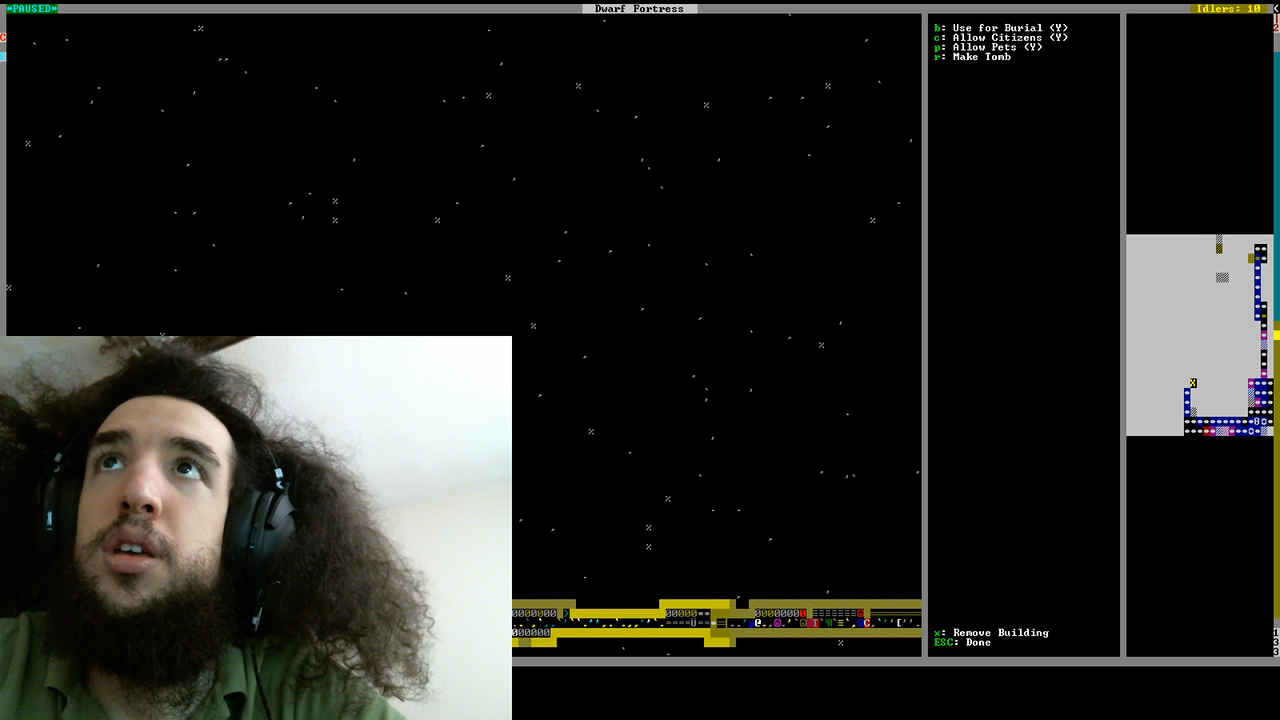 *PAUSED*
Dwarf Fortress
Idlers: 10
b: Use for Burial (Y)
c: Allow Citizens (Y)
p: Allow Pets (Y)
r: Make Tomb
x: Remove Building
ESC: Done